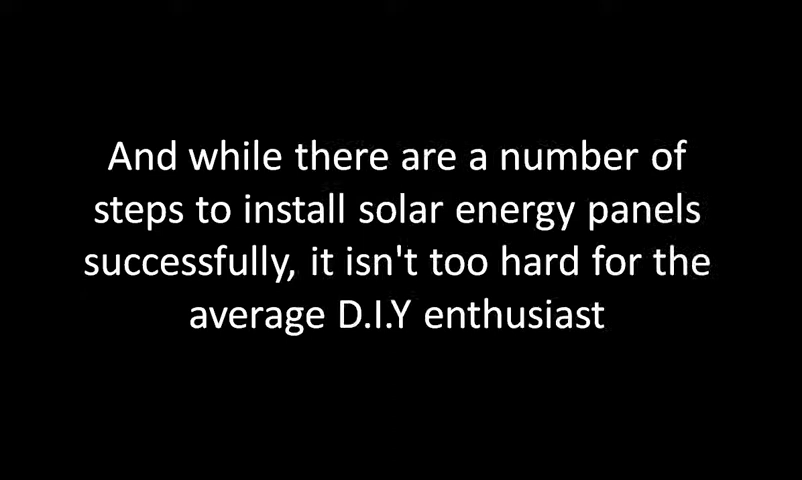 And while there are a number of
steps to install solar energy panels
successfully, it isn't too hard for the
average D.I.Y enthusiast